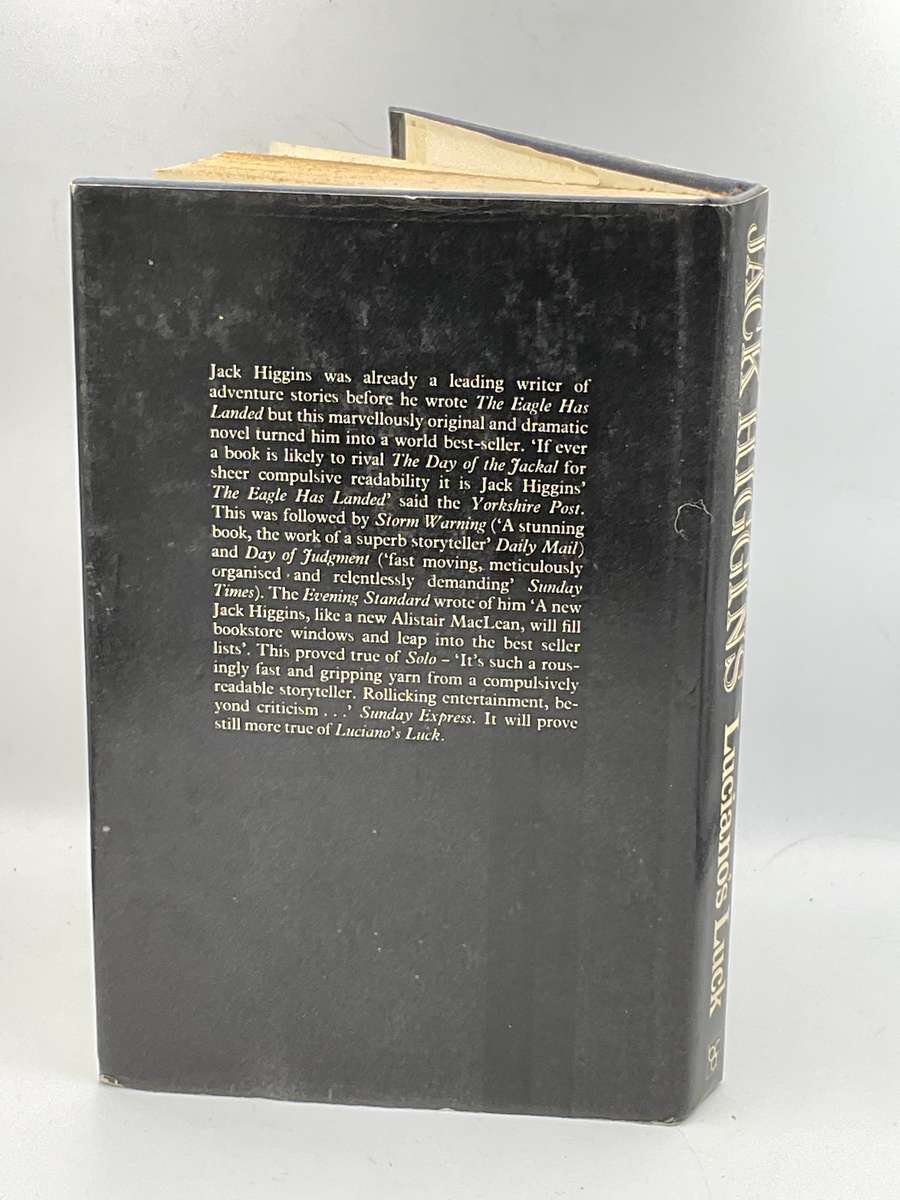 Jack Higgins was already a leading writer of
adventure stories before he wrote The Eagle Has
Landed but this marvellously original and dramatic
novel turned him into a world best-seller. ‘If ever
a book is likely to rival The Day of the Jackal for
sheer compulsive readability it is Jack Higgins’
The Eagle Has Landed’ said the Yorkshire Post.
This was followed by Storm Warning (‘A stunning
book, the work of a superb storyteller’ Daily Mail)
and Day of Judgment (‘fast moving, meticulously
organised and relentlessly demanding’ Sunday
Times). The Evening Standard wrote of him ‘A new
Jack Higgins, like a new Alistair MacLean, will fill
bookstore windows and leap into the best seller
lists’. This proved true of Solo – ‘It's such a rous-
ingly fast and gripping yarn from a compulsively
readable storyteller. Rollicking entertainment, be-
yond criticism . . .’ Sunday Express. It will prove
still more true of Luciano's Luck.
JACK HIGGINS Luciano's Luck